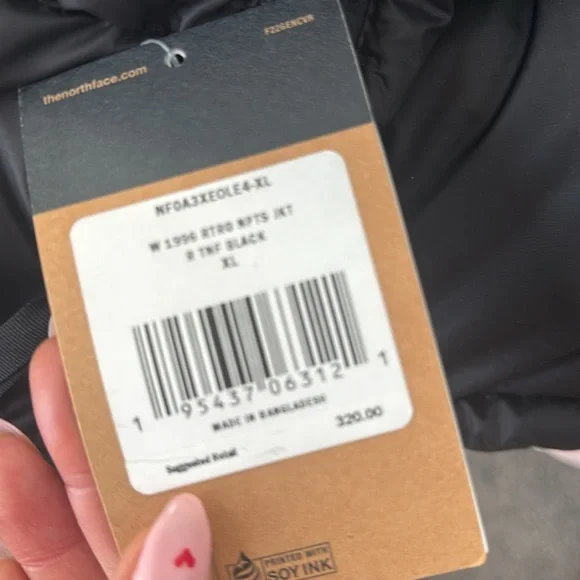 F22GENCVR
thenorthface.com
NF0A3XEOLE4-XL
W 1996 RTRO NPTS JKT
R TNF BLACK
XL
1 95437 06312 1
MADE IN BANGLADESH
320.00
Suggested Retail
PRINTED WITH
SOY INK